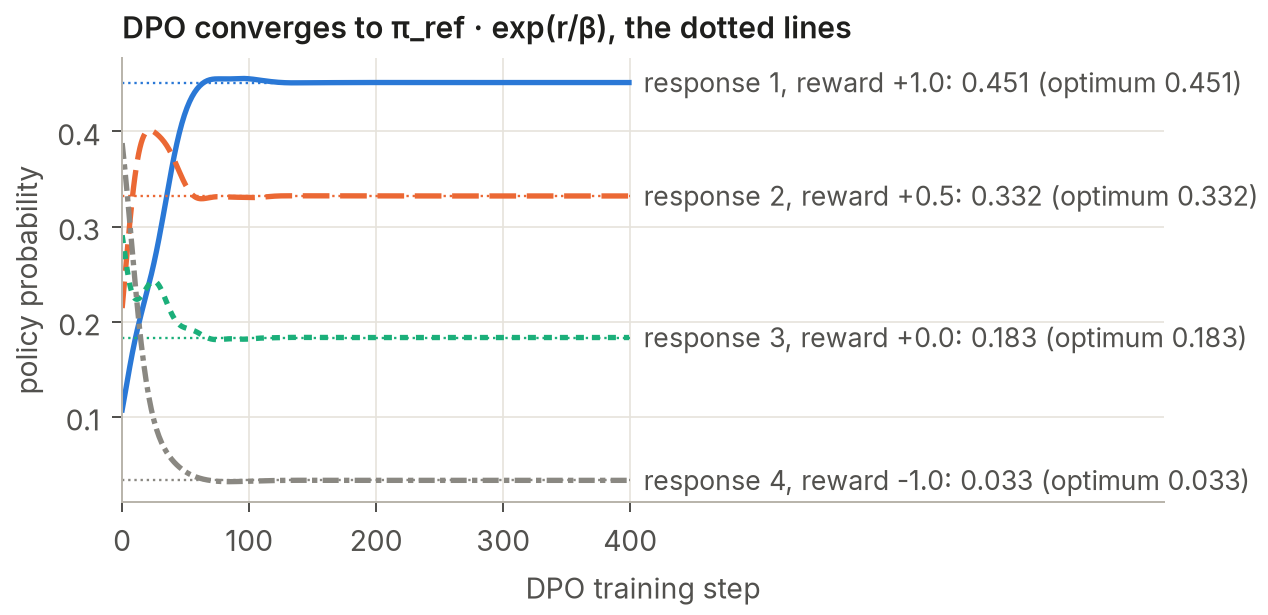 DPO converges to π_ref · exp(r/β), the dotted lines
policy probability
0.4
0.3
0.2
0.1
response 1, reward +1.0: 0.451 (optimum 0.451)
response 2, reward +0.5: 0.332 (optimum 0.332)
response 3, reward +0.0: 0.183 (optimum 0.183)
response 4, reward -1.0: 0.033 (optimum 0.033)
0 100 200 300 400
DPO training step